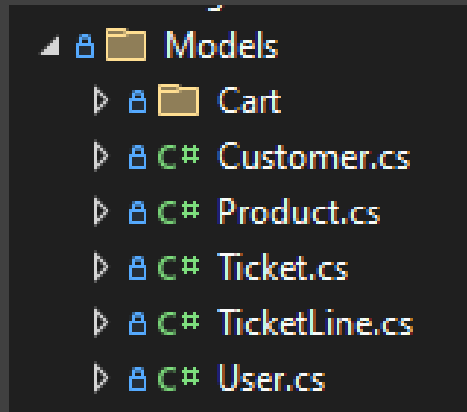 Models
Cart
C# Customer.cs
C# Product.cs
C# Ticket.cs
C# TicketLine.cs
C# User.cs